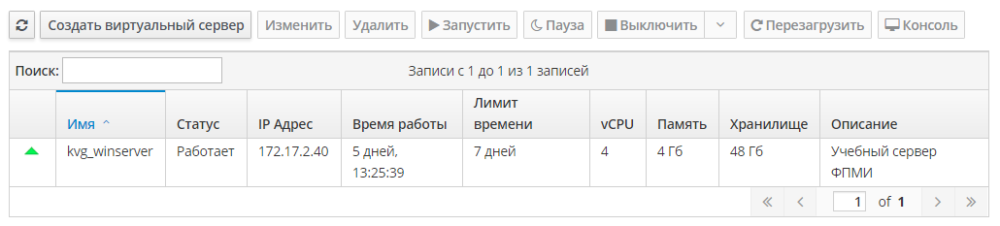 Создать виртуальный сервер Изменить Удалить Запустить Пауза Выключить Перезагрузить Консоль
Поиск: Записи с 1 до 1 из 1 записей
Имя Статус IP Адрес Время работы Лимит времени vCPU Память Хранилище Описание
kvg_winserver Работает 172.17.2.40 5 дней, 13:25:39 7 дней 4 4 Гб 48 Гб Учебный сервер ФПМИ
1 of 1